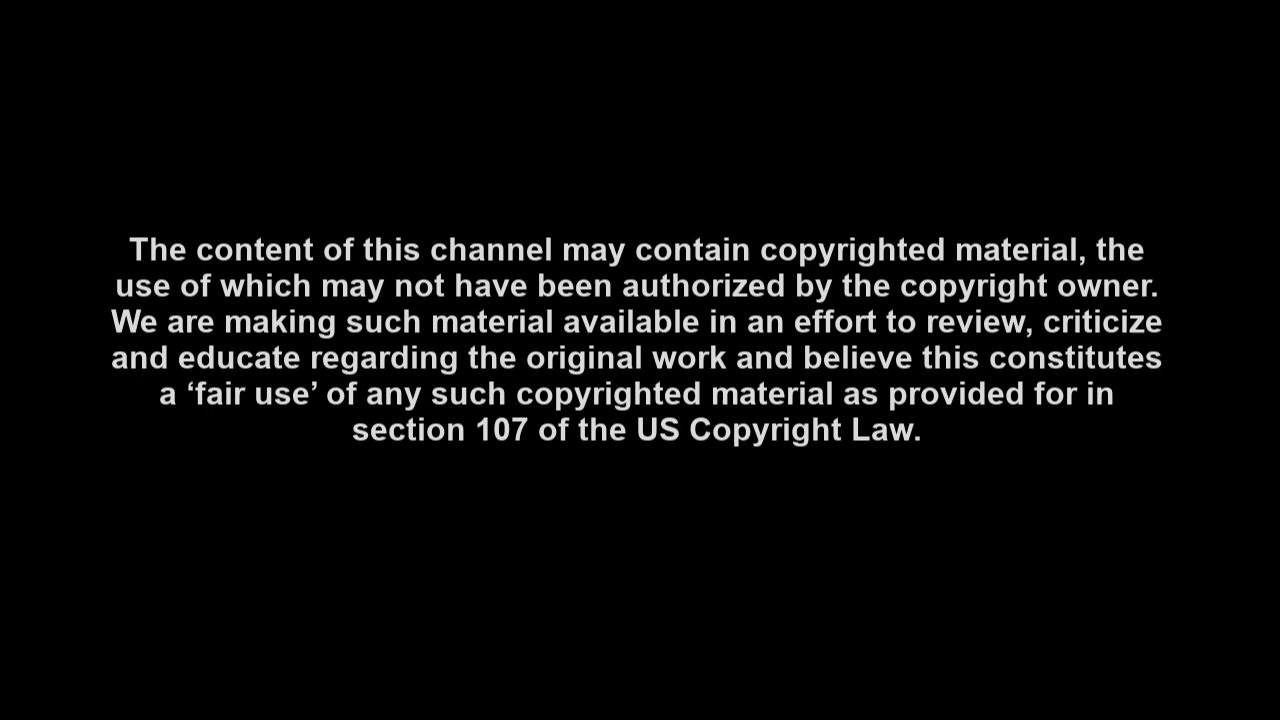 The content of this channel may contain copyrighted material, the
use of which may not have been authorized by the copyright owner.
We are making such material available in an effort to review, criticize
and educate regarding the original work and believe this constitutes
a ‘fair use’ of any such copyrighted material as provided for in
section 107 of the US Copyright Law.